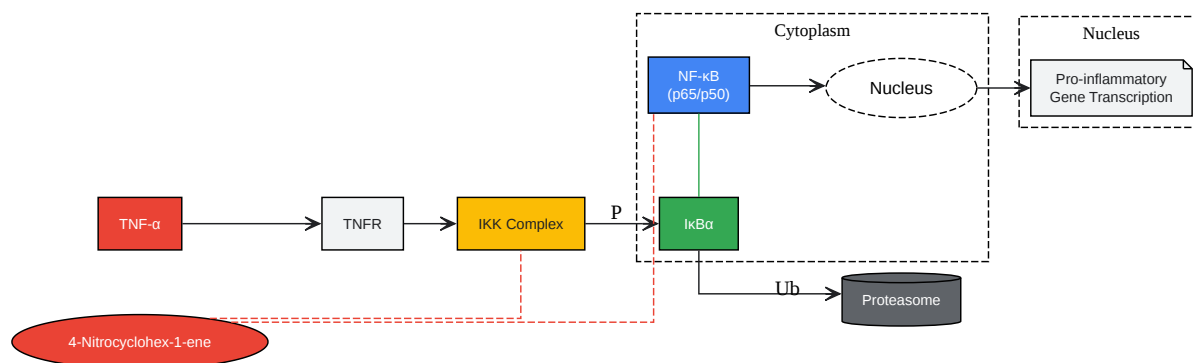 Cytoplasm
Nucleus
NF-κB
(p65/p50)
Nucleus
Pro-inflammatory
Gene Transcription
TNF-α
TNFR
IKK Complex
P
IκBα
Ub
Proteasome
4-Nitrocyclohex-1-ene